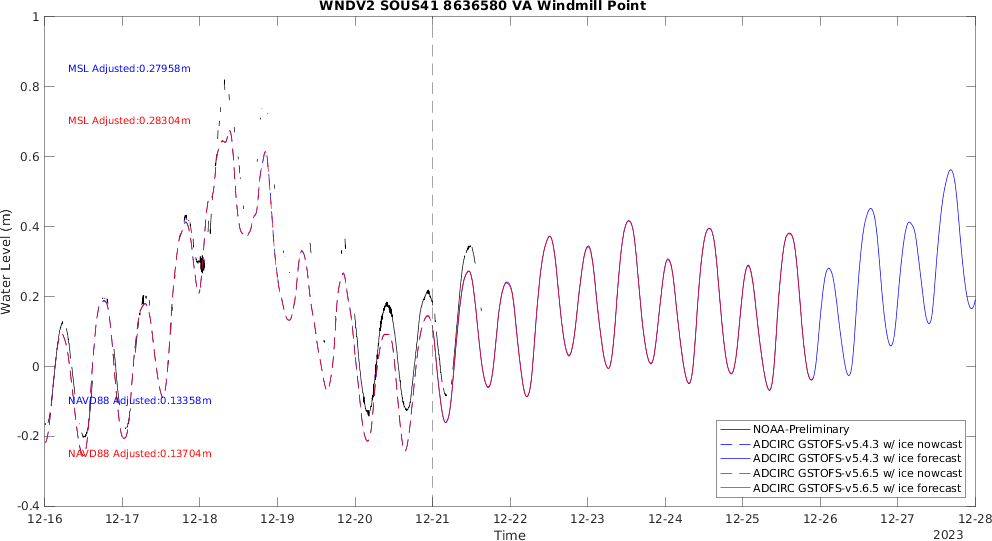 WNDV2 SOUS41 8636580 VA Windmill Point
1
0.8
0.6
0.4
0.2
0
-0.2
-0.4
Water Level (m)
MSL Adjusted:0.27958m
MSL Adjusted:0.28304m
NAVD88 Adjusted:0.13358m
NAVD88 Adjusted:0.13704m
NOAA-Preliminary
ADCIRC GSTOFS-v5.4.3 w/ ice nowcast
ADCIRC GSTOFS-v5.4.3 w/ ice forecast
ADCIRC GSTOFS-v5.6.5 w/ ice nowcast
ADCIRC GSTOFS-v5.6.5 w/ ice forecast
12-16 12-17 12-18 12-19 12-20 12-21 12-22 12-23 12-24 12-25 12-26 12-27 12-28
Time
2023